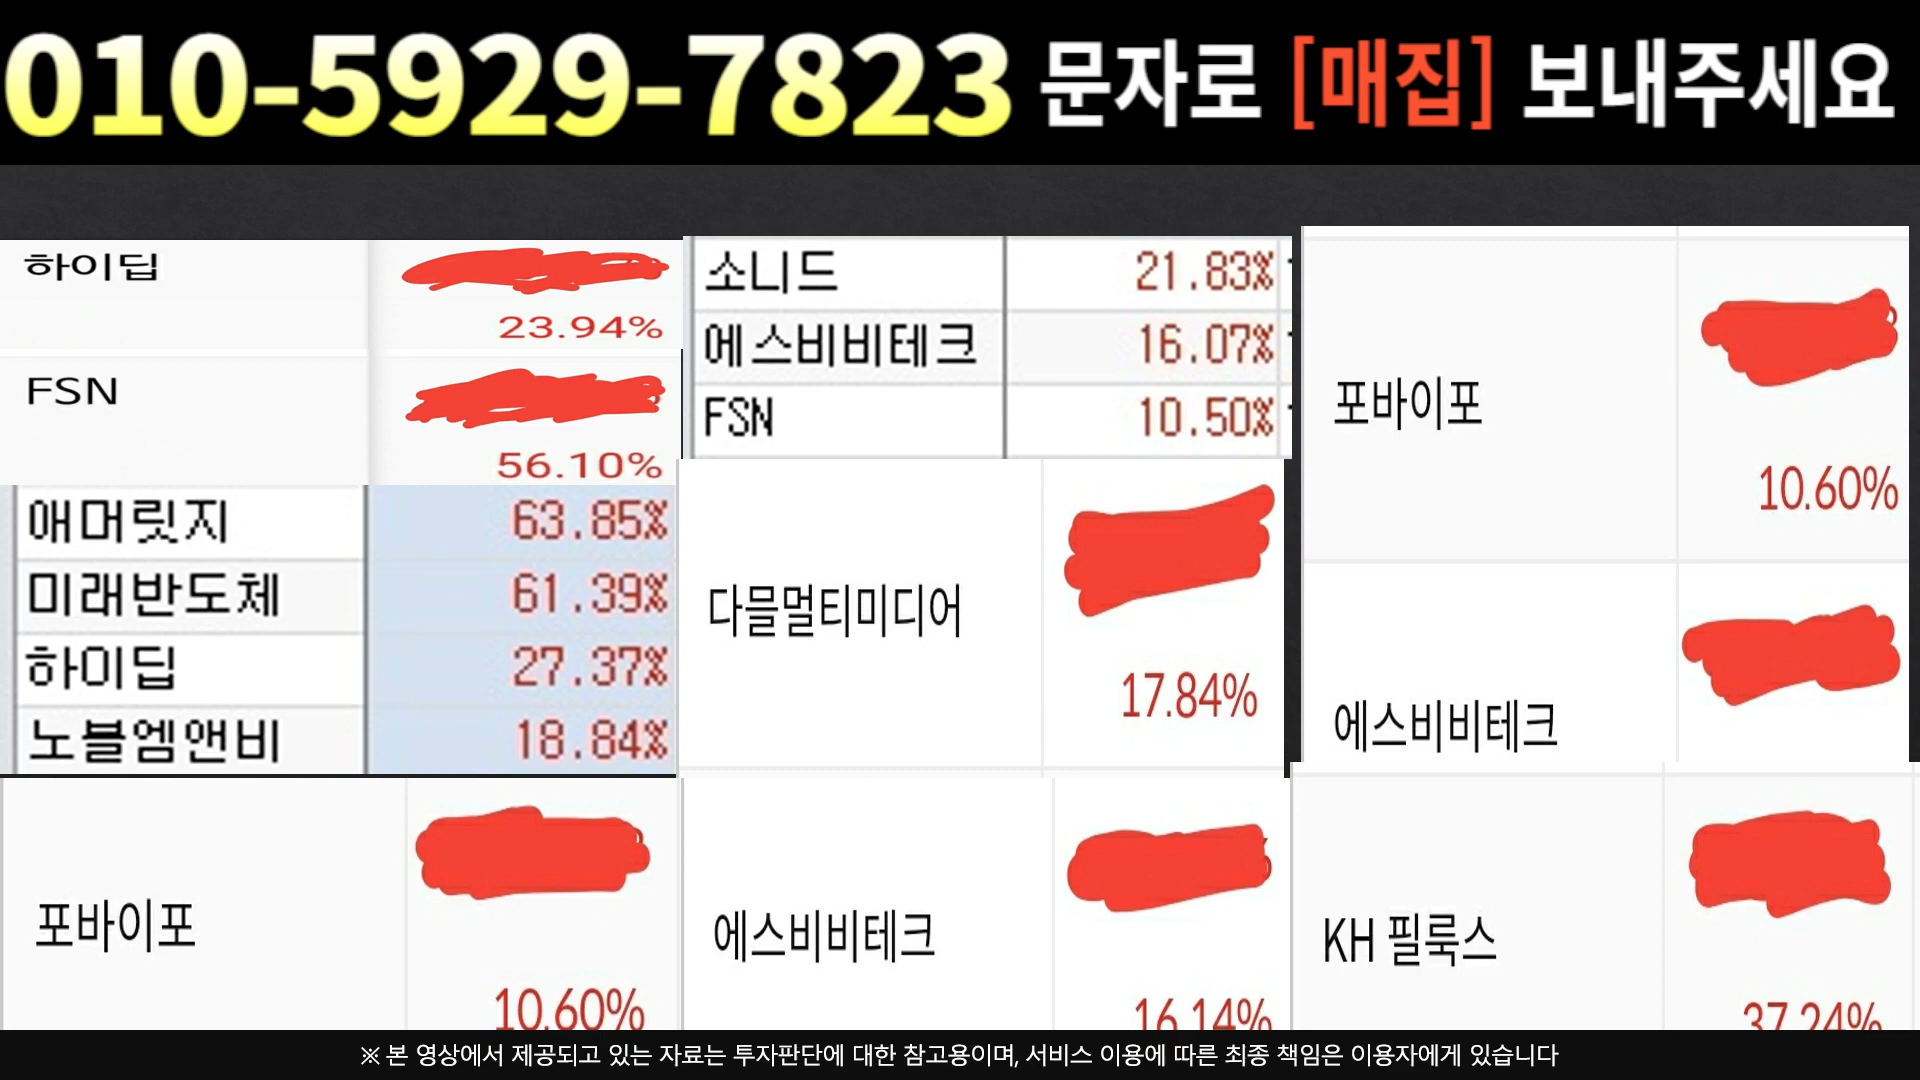 010-5929-7823 문자로 [매집] 보내주세요
하이딥
23.94%
FSN
56.10%
애머릿지 63.85%
미래반도체 61.39%
하이딥 27.37%
노블엠앤비 18.84%
소니드 21.83%
에스비비테크 16.07%
FSN 10.50%
다믈멀티미디어
17.84%
포바이포
10.60%
에스비비테크
포바이포
10.60%
에스비비테크
16.14%
KH 필룩스
37.24%
※ 본 영상에서 제공되고 있는 자료는 투자판단에 대한 참고용이며, 서비스 이용에 따른 최종 책임은 이용자에게 있습니다